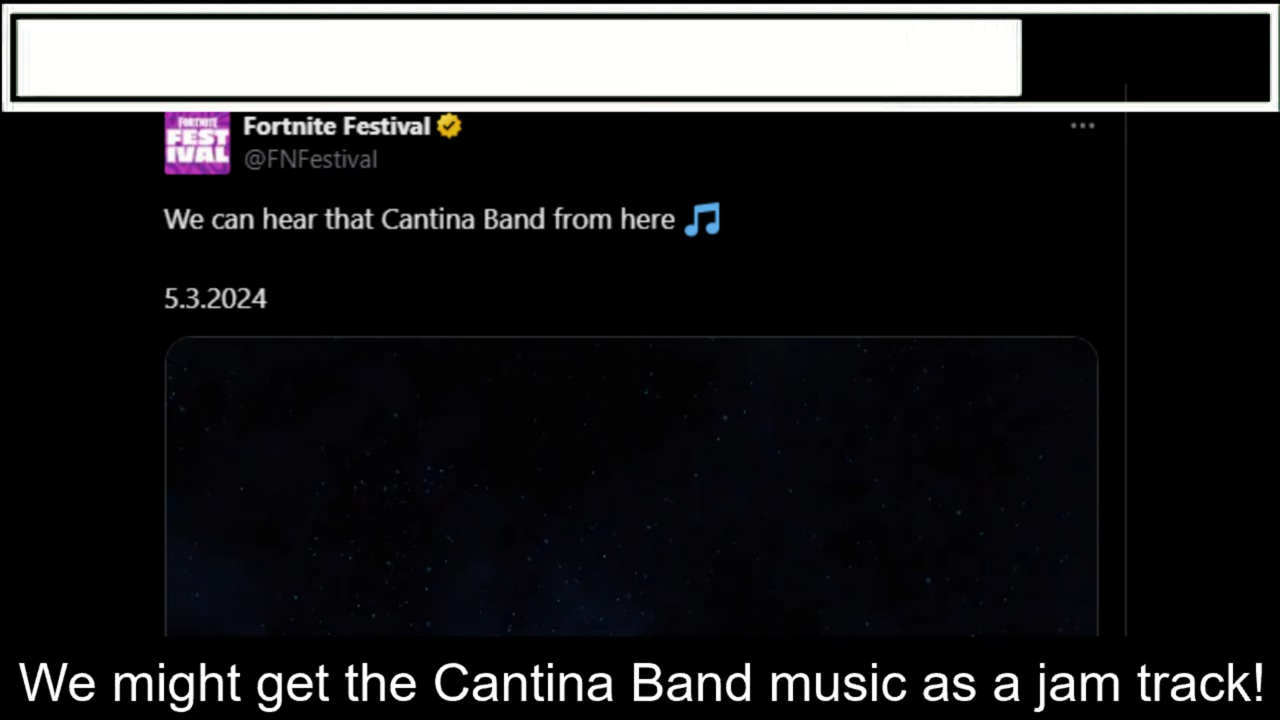 FORTNITE
FEST
IVAL
Fortnite Festival
@FNFestival
We can hear that Cantina Band from here 🎵
5.3.2024
We might get the Cantina Band music as a jam track!